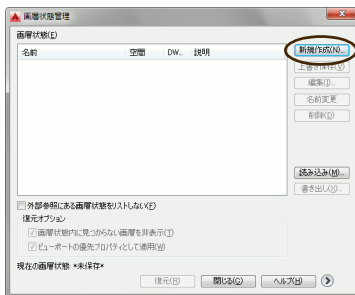 画層状態管理
画層状態(E)
名前 空間 DW... 説明
新規作成(N)...
上書き保存(V)
編集(I)...
名前変更
削除(D)
読み込み(M)...
書き出し(X)...
外部参照にある画層状態をリストしない(F)
復元オプション
画層状態内に見つからない画層を非表示(T)
ビューポートの優先プロパティとして適用(W)
現在の画層状態: *未保存*
復元(R) 閉じる(C) ヘルプ(H)